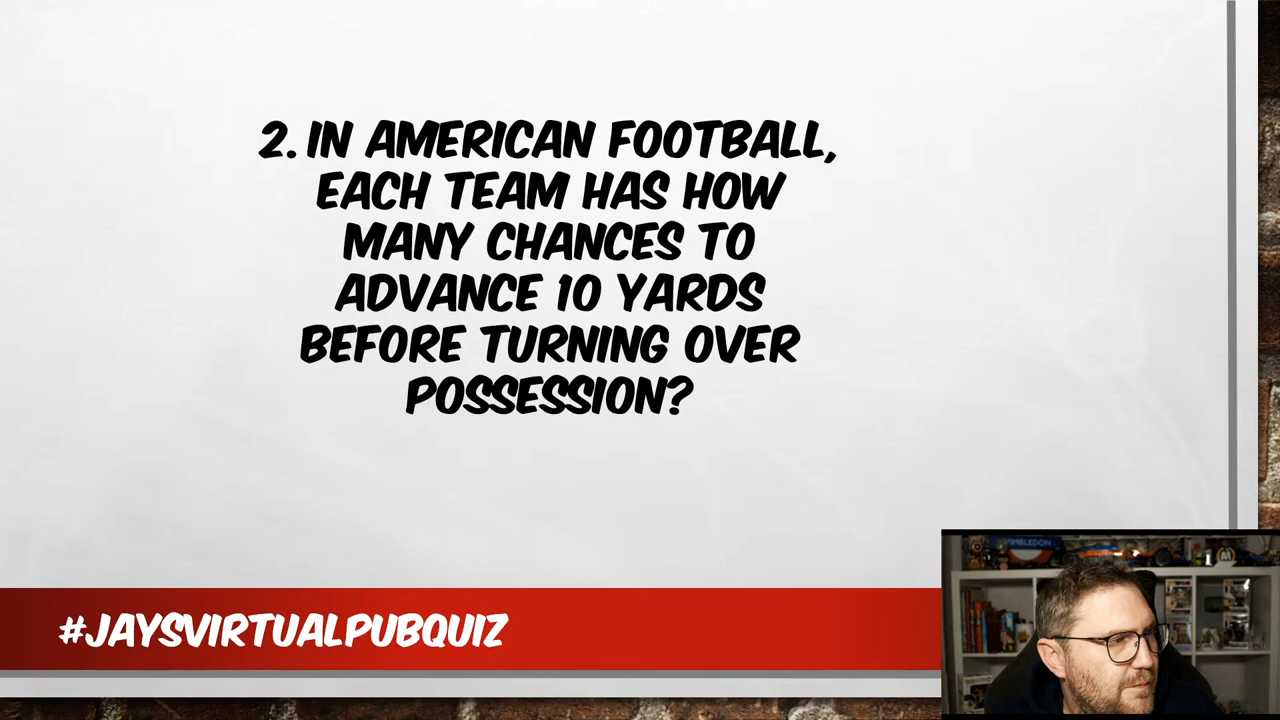 2. IN AMERICAN FOOTBALL,
EACH TEAM HAS HOW
MANY CHANCES TO
ADVANCE 10 YARDS
BEFORE TURNING OVER
POSSESSION?
#JAYSVIRTUALPUBQUIZ
WIMBLEDON